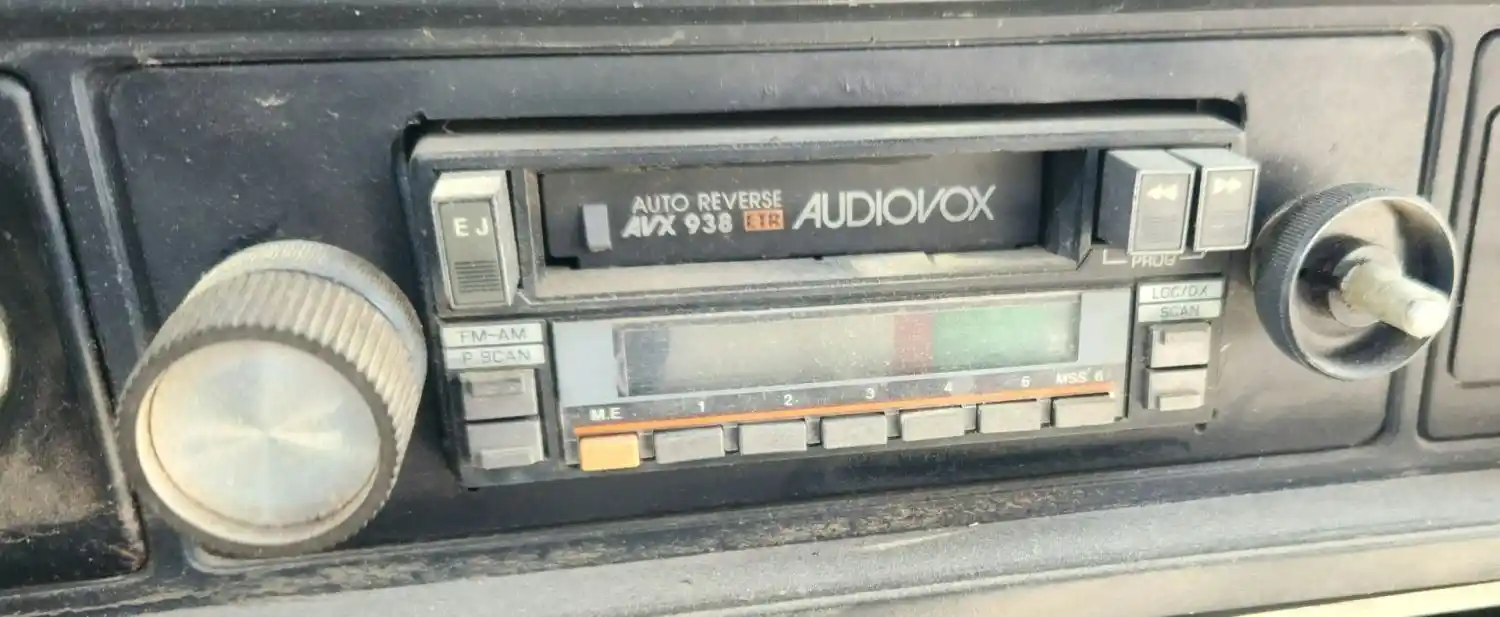 EJ
AUTO REVERSE
AVX 938 ETR AUDIOVOX
PROG
FM-AM
P.SCAN
LOC/DX
SCAN
M.E 1 2 3 4 5 MSS 6